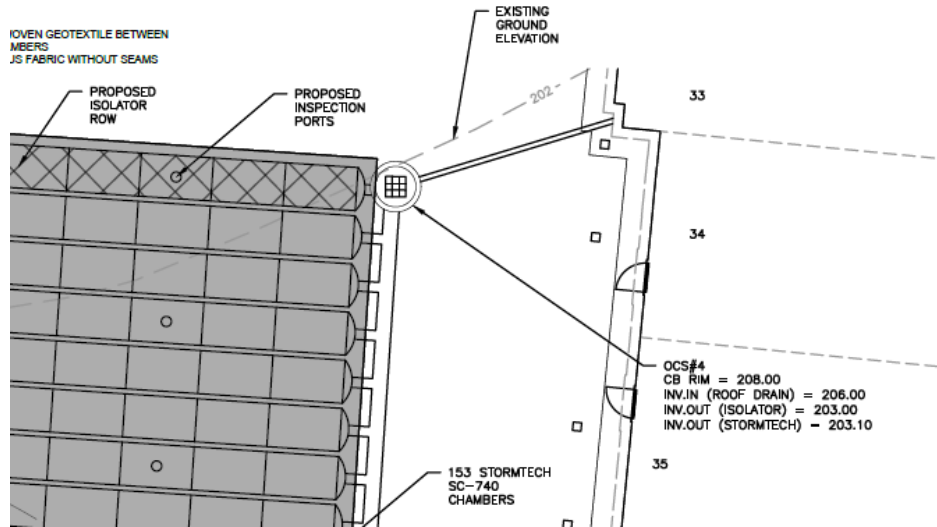 EXISTING
GROUND
ELEVATION
WOVEN GEOTEXTILE BETWEEN
MBERS
US FABRIC WITHOUT SEAMS
PROPOSED
ISOLATOR
ROW
PROPOSED
INSPECTION
PORTS
202
33
34
OCS#4
CB RIM = 208.00
INV.IN (ROOF DRAIN) = 206.00
INV.OUT (ISOLATOR) = 203.00
INV.OUT (STORMTECH) - 203.10
35
153 STORMTECH
SC-740
CHAMBERS